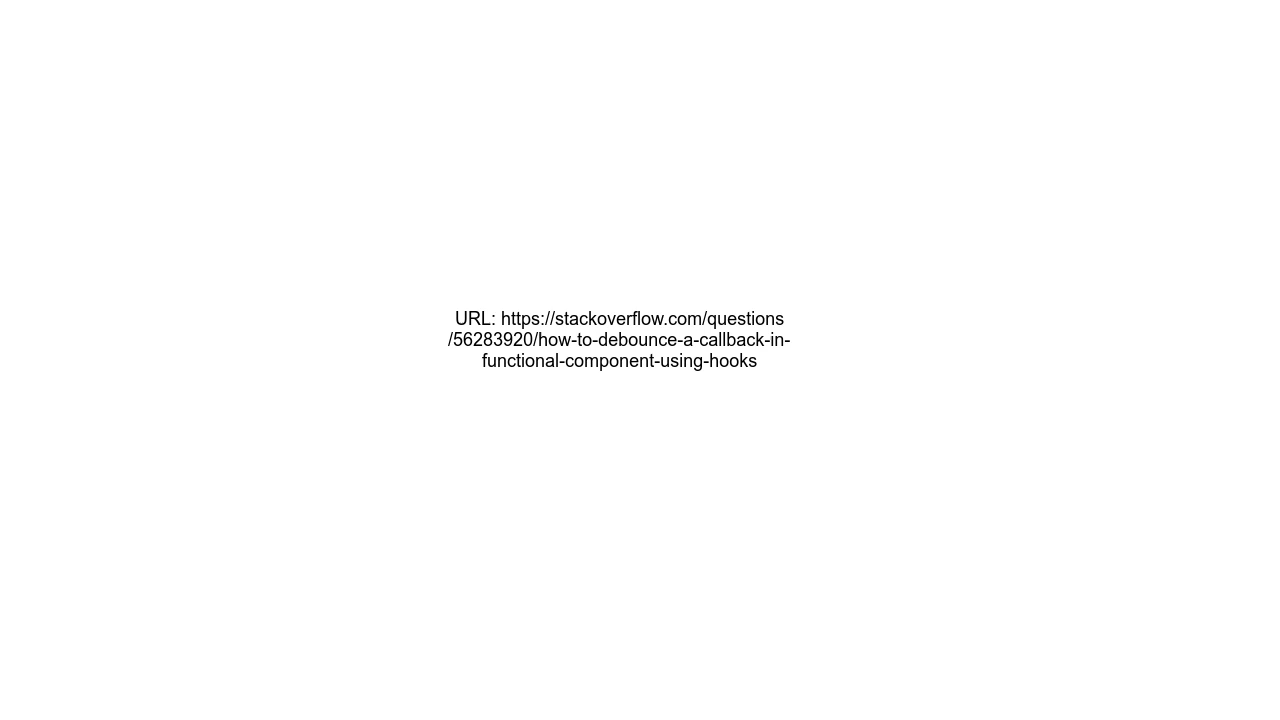 URL: https://stackoverflow.com/questions
/56283920/how-to-debounce-a-callback-in-
functional-component-using-hooks